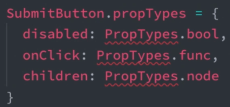 SubmitButton.propTypes = {
disabled: PropTypes.bool,
onClick: PropTypes.func,
children: PropTypes.node
}